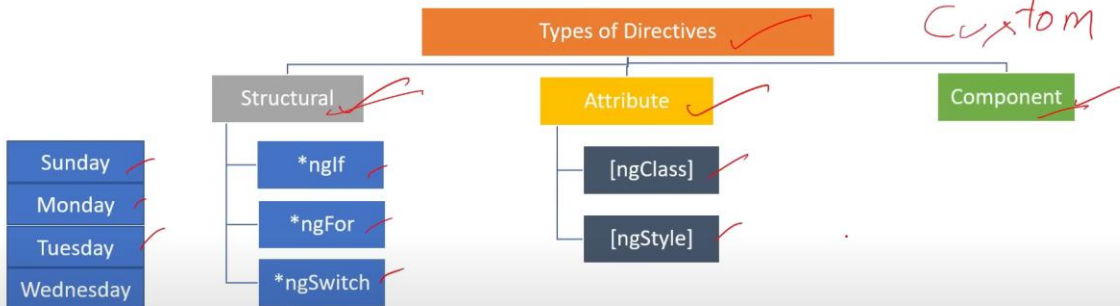 Custom
Types of Directives
Structural
Attribute
Component
Sunday
Monday
Tuesday
Wednesday
*ngIf
*ngFor
*ngSwitch
[ngClass]
[ngStyle]